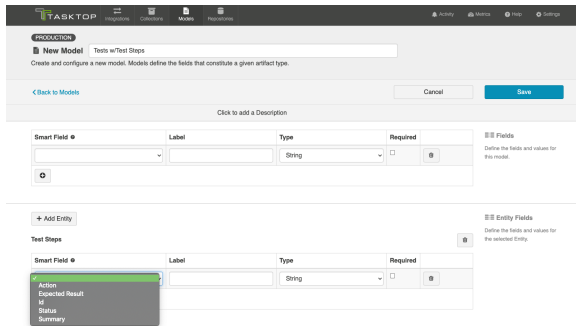 TASKTOP
Integrations
Collections
Models
Repositories
Activity
Metrics
Help
Settings
PRODUCTION
New Model
Tests w/Test Steps
Create and configure a new model. Models define the fields that constitute a given artifact type.
Back to Models
Cancel
Save
Click to add a Description
Smart Field
Label
Type
Required
String
Fields
Define the fields and values for
this model.
+ Add Entity
Test Steps
Entity Fields
Define the fields and values for
the selected Entity.
Smart Field
Label
Type
Required
String
Action
Expected Result
Id
Status
Summary